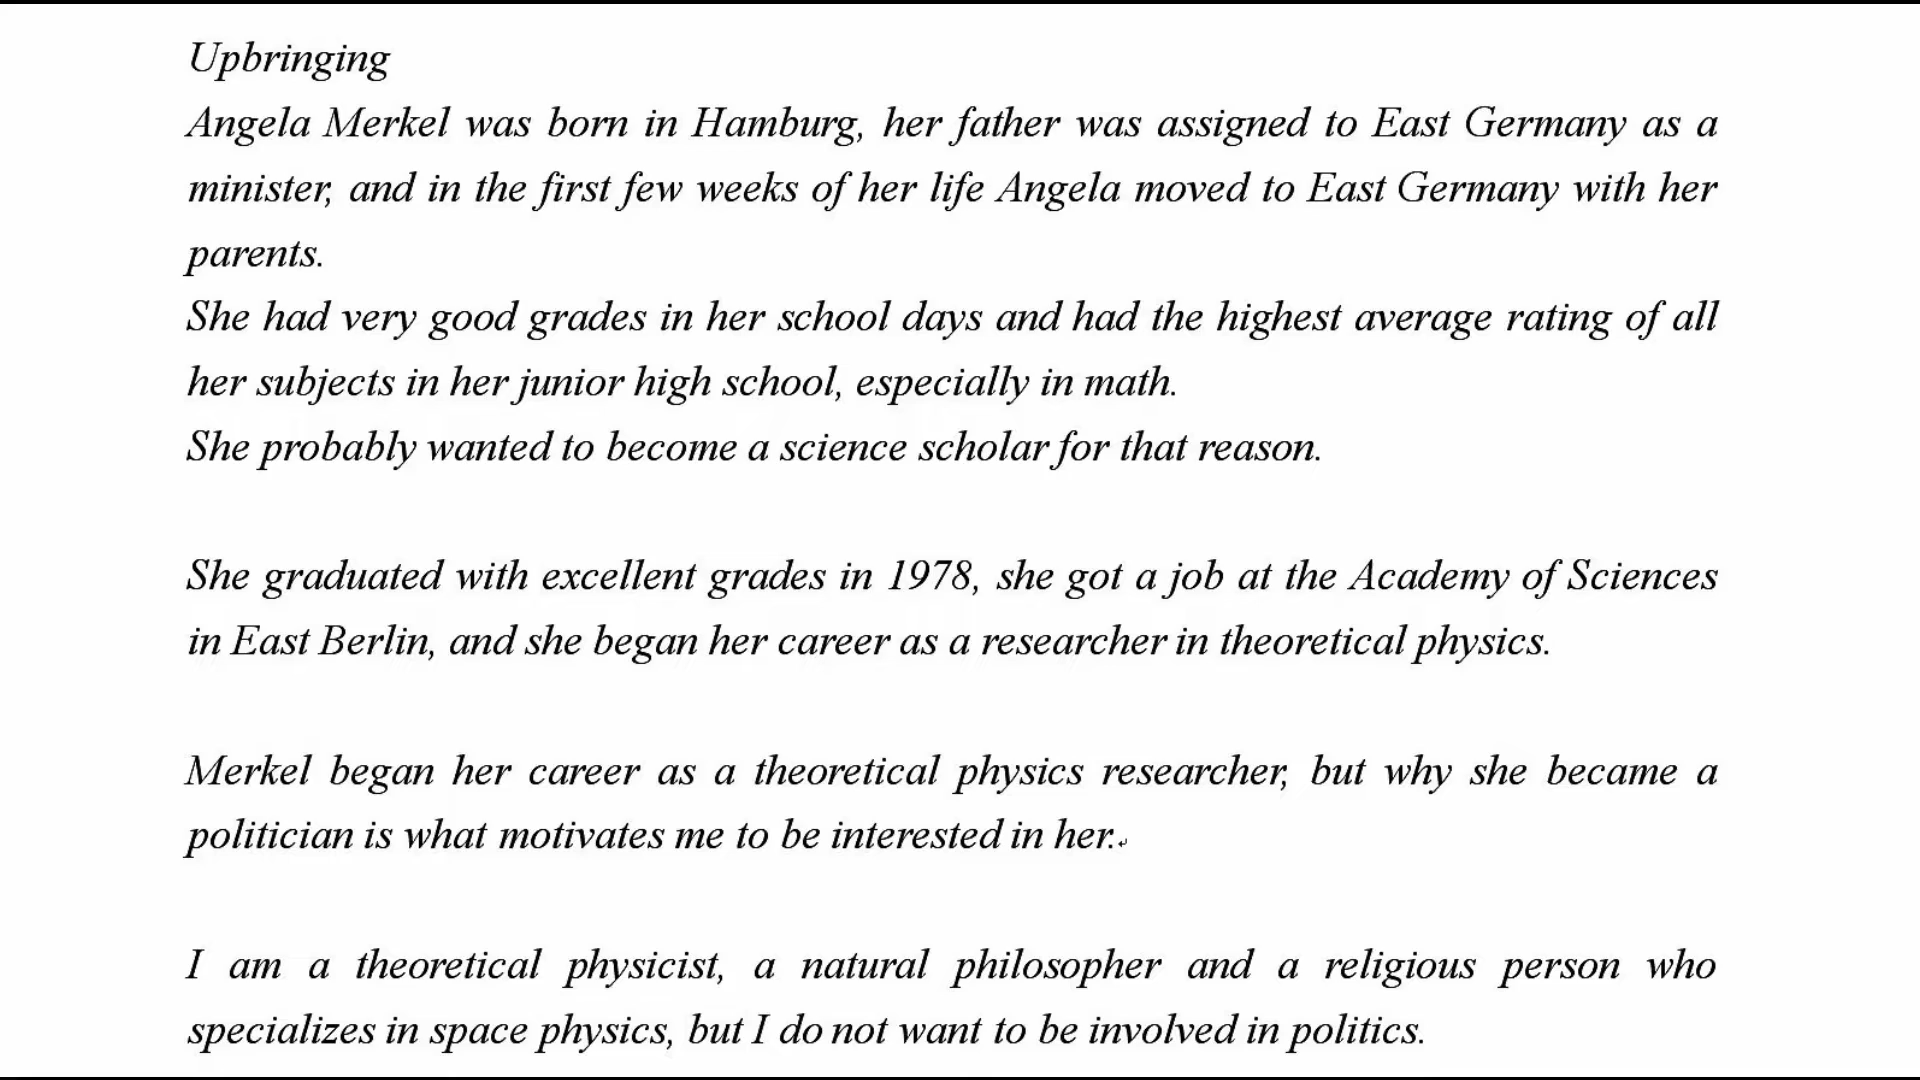 Upbringing
Angela Merkel was born in Hamburg, her father was assigned to East Germany as a
minister, and in the first few weeks of her life Angela moved to East Germany with her
parents.
She had very good grades in her school days and had the highest average rating of all
her subjects in her junior high school, especially in math.
She probably wanted to become a science scholar for that reason.
She graduated with excellent grades in 1978, she got a job at the Academy of Sciences
in East Berlin, and she began her career as a researcher in theoretical physics.
Merkel began her career as a theoretical physics researcher, but why she became a
politician is what motivates me to be interested in her.
I am a theoretical physicist, a natural philosopher and a religious person who
specializes in space physics, but I do not want to be involved in politics.